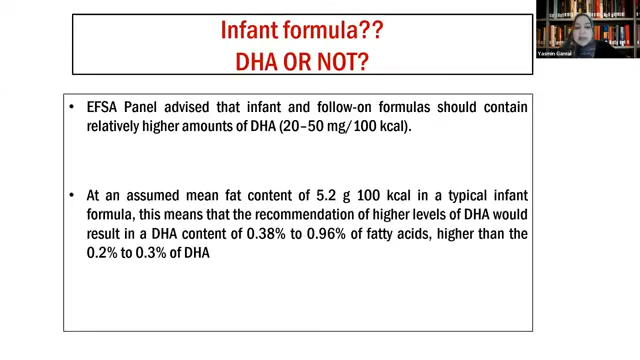 Infant formula??
DHA OR NOT?
Yasmin Gamal
• EFSA Panel advised that infant and follow-on formulas should contain
relatively higher amounts of DHA (20–50 mg/100 kcal).
• At an assumed mean fat content of 5.2 g 100 kcal in a typical infant
formula, this means that the recommendation of higher levels of DHA would
result in a DHA content of 0.38% to 0.96% of fatty acids, higher than the
0.2% to 0.3% of DHA